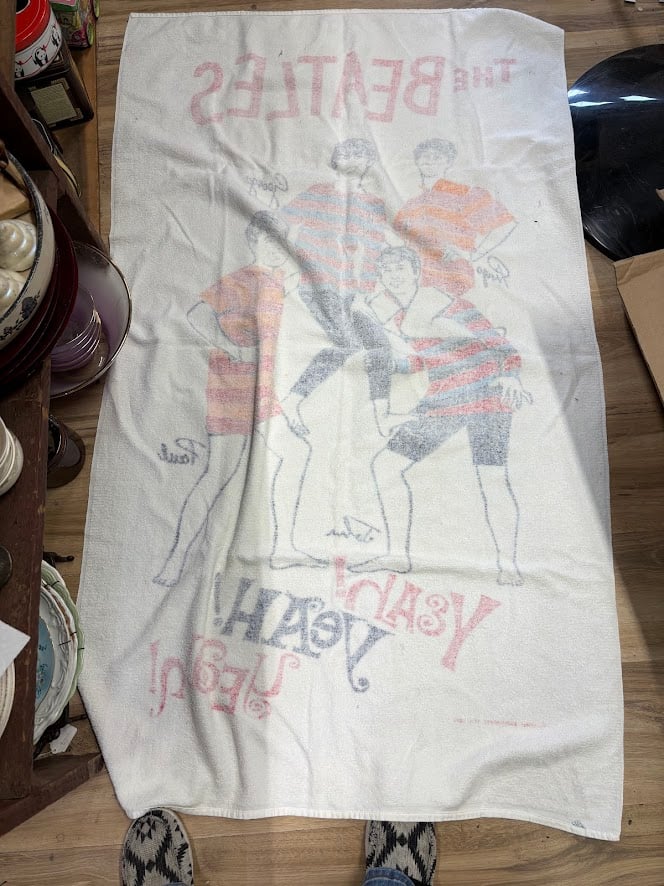 THE BEATLES
George
Ringo
Paul
John
Yeah!
YEAH!
Yeah!